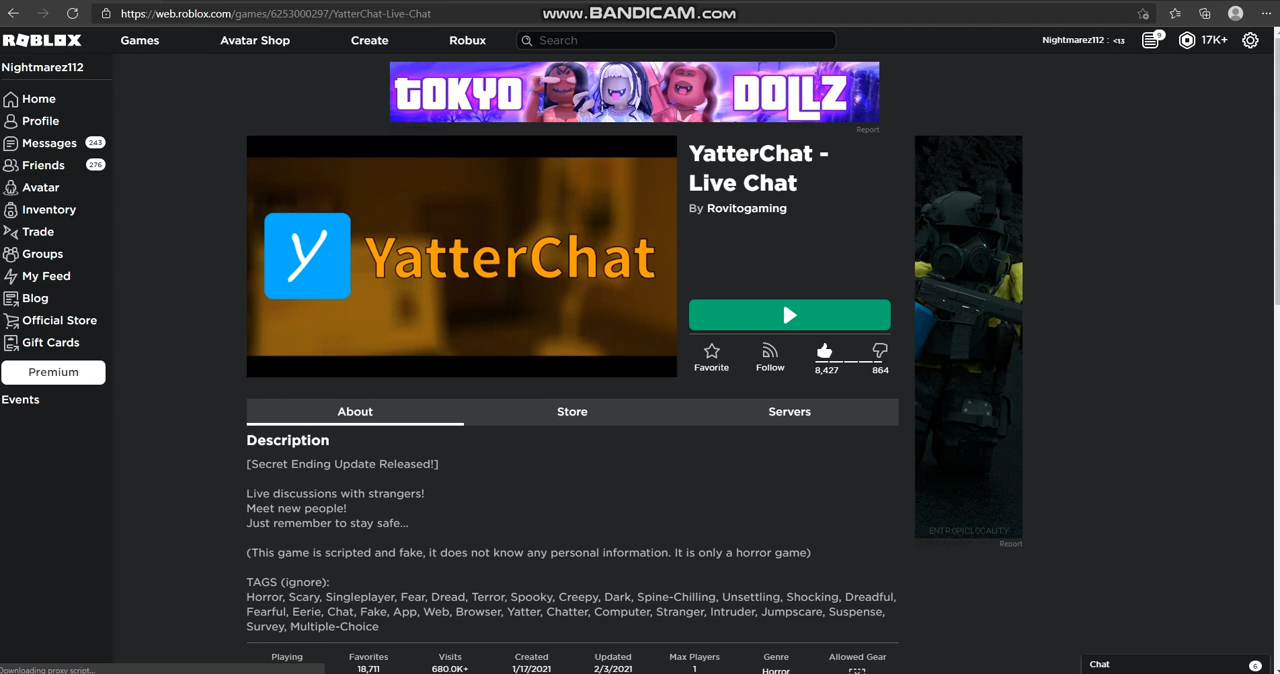 https://web.roblox.com/games/6253000297/YatterChat-Live-Chat
www.BANDICAM.com
ROBLOX
Games
Avatar Shop
Create
Robux
Search
Nightmarez112 : <13
9
17K+
Nightmarez112
Home
Profile
Messages 243
Friends 276
Avatar
Inventory
Trade
Groups
My Feed
Blog
Official Store
Gift Cards
Premium
Events
TOKYO DOLLZ
Report
y YatterChat
YatterChat -
Live Chat
By Rovitogaming
Favorite
Follow
8,427
864
ENTROPICLOCALITY
Report
About
Store
Servers
Description
[Secret Ending Update Released!]
Live discussions with strangers!
Meet new people!
Just remember to stay safe...
(This game is scripted and fake, it does not know any personal information. It is only a horror game)
TAGS (ignore):
Horror, Scary, Singleplayer, Fear, Dread, Terror, Spooky, Creepy, Dark, Spine-Chilling, Unsettling, Shocking, Dreadful,
Fearful, Eerie, Chat, Fake, App, Web, Browser, Yatter, Chatter, Computer, Stranger, Intruder, Jumpscare, Suspense,
Survey, Multiple-Choice
Playing Favorites Visits Created Updated Max Players Genre Allowed Gear
18,711 680.0K+ 1/17/2021 2/3/2021 1 Horror
Downloading proxy script...
Chat 6